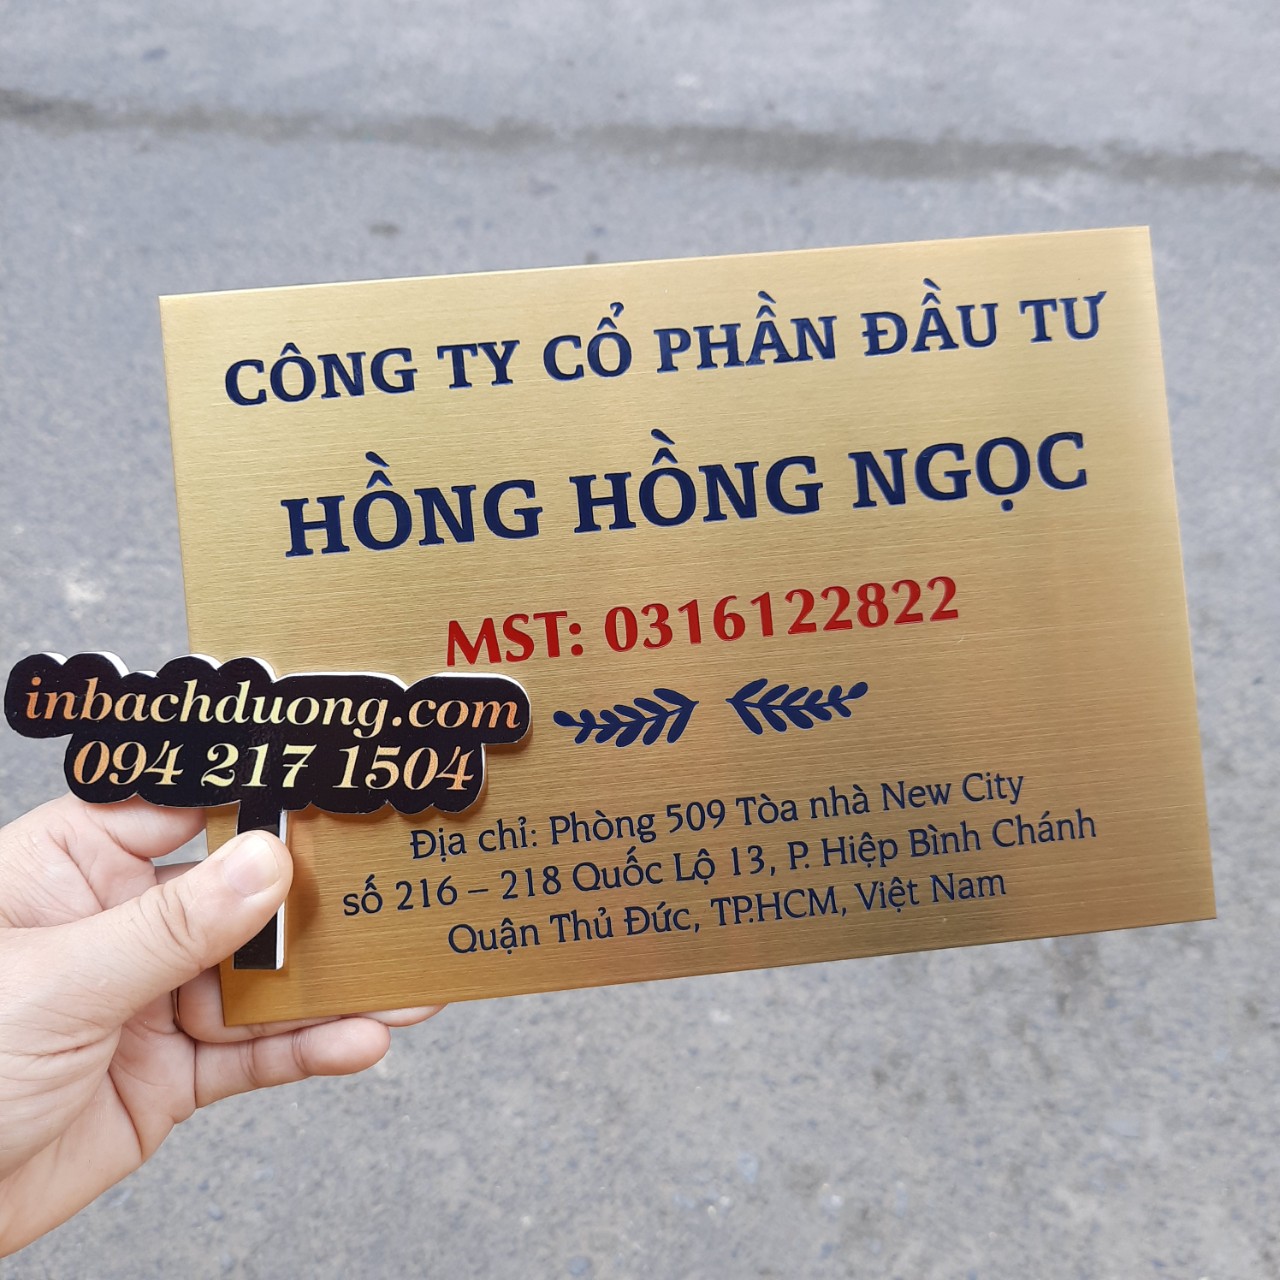 CÔNG TY CỔ PHẦN ĐẦU TƯ
HỒNG HỒNG NGỌC
MST: 0316122822
inbachduong.com
094 217 1504
Địa chỉ: Phòng 509 Tòa nhà New City
số 216 – 218 Quốc Lộ 13, P. Hiệp Bình Chánh
Quận Thủ Đức, TP.HCM, Việt Nam